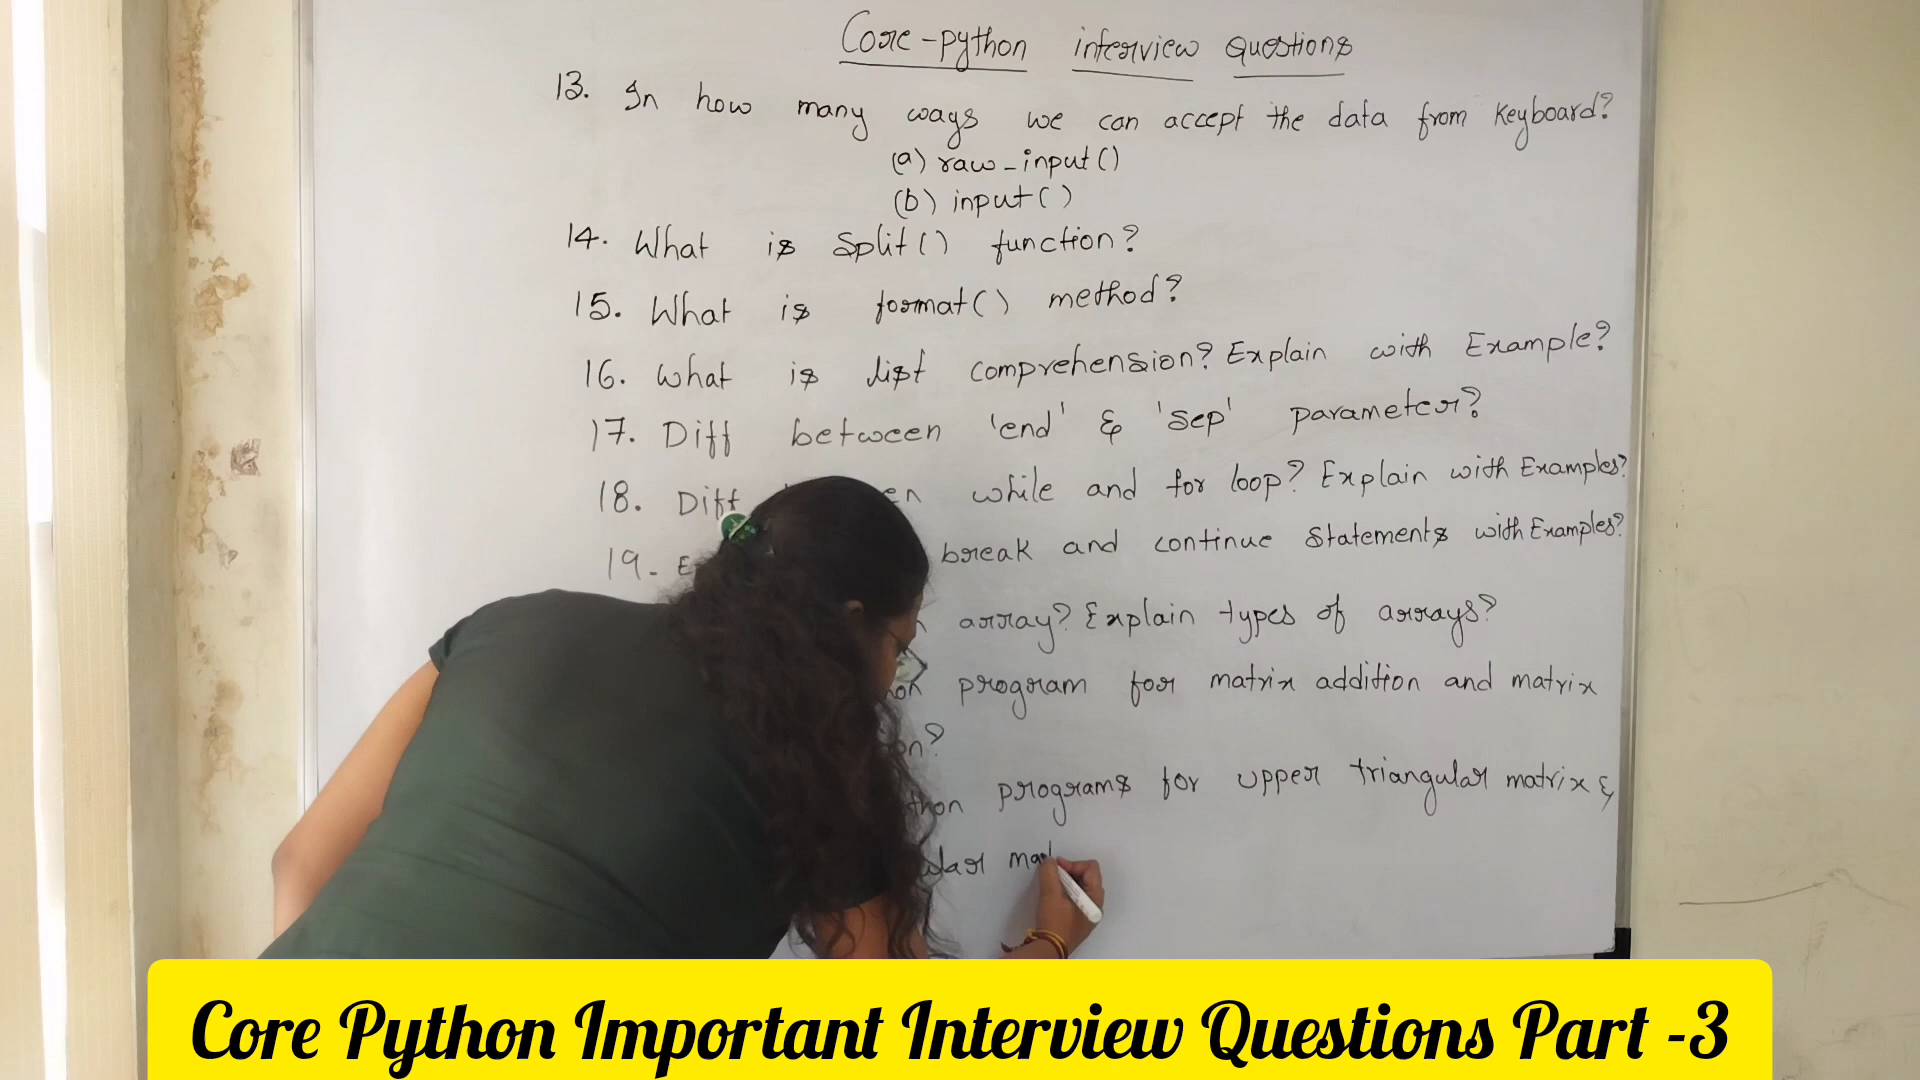 Core-python interview Questions
13. In how many ways we can accept the data from keyboard?
(a) raw_input()
(b) input()
14. What is split() function?
15. What is format() method?
16. What is list comprehension? Explain with Example?
17. Diff between 'end' & 'sep' parameter?
18. Diff while and for loop? Explain with Examples?
19. break and continue statements with Examples?
array? Explain types of arrays?
program for matrix addition and matrix
programs for upper triangular matrix &
Core Python Important Interview Questions Part -3